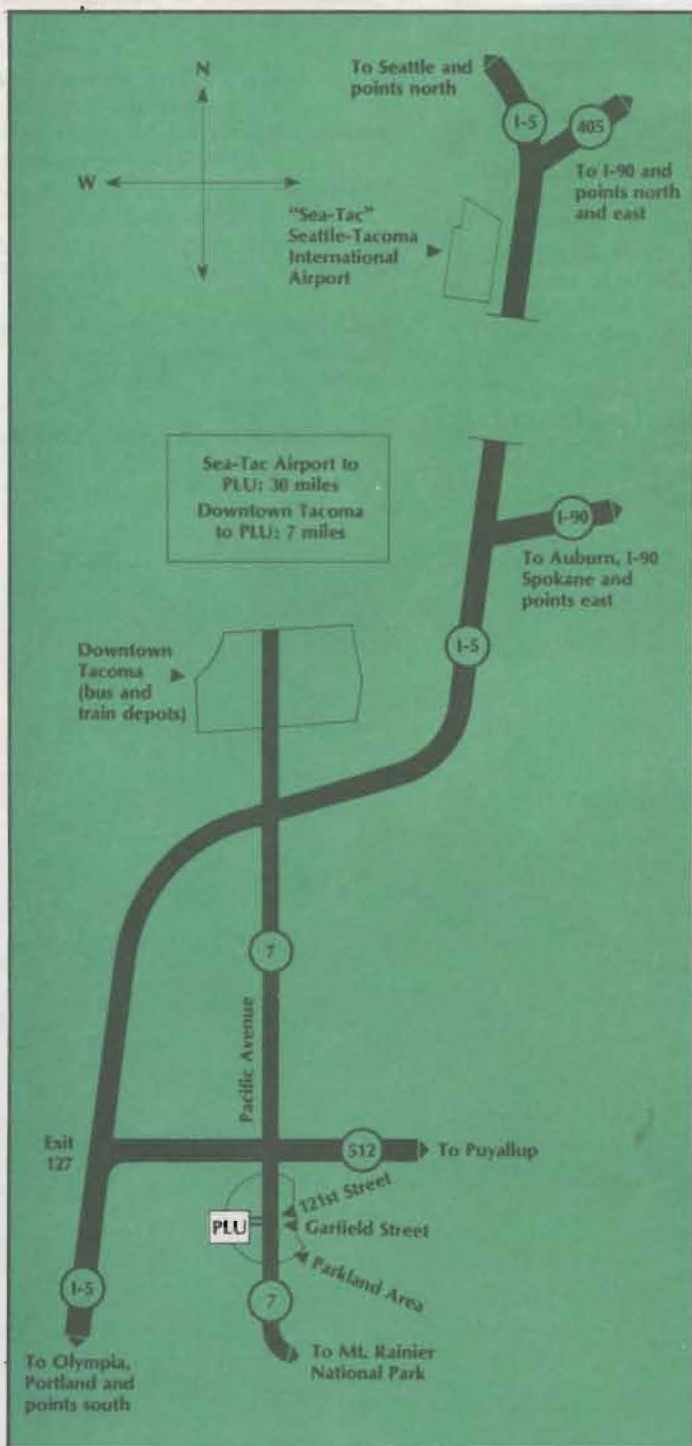 N
W
To Seattle and
points north
I-5
405
To I-90 and
points north
and east
"Sea-Tac"
Seattle-Tacoma
International
Airport
Sea-Tac Airport to
PLU: 30 miles
Downtown Tacoma
to PLU: 7 miles
I-90
To Auburn, I-90
Spokane and
points east
I-5
Downtown
Tacoma
(bus and
train depots)
7
Pacific Avenue
Exit
127
512
To Puyallup
121st Street
PLU
Garfield Street
Parkland Area
I-5
7
To Olympia,
Portland and
points south
To Mt. Rainier
National Park